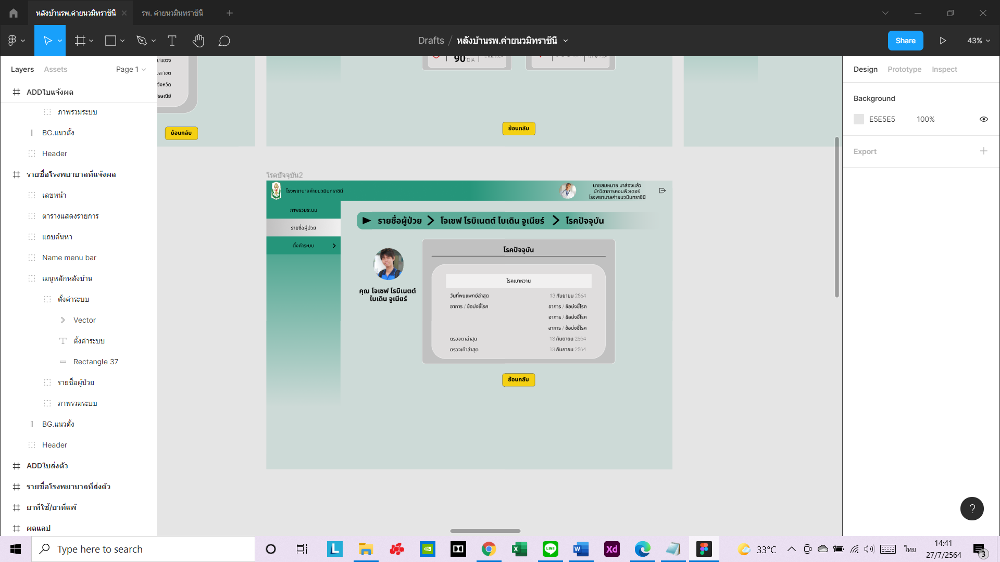 หลังบ้านรพ.ค่ายนวมิทราชินี
รพ. ค่ายนวมินทราชินี
Drafts / หลังบ้านรพ.ค่ายนวมิทราชินี
Share
43%
Layers
Assets
Page 1
ADDใบแจ้งผล
ภาพรวมระบบ
BG.แนวตั้ง
Header
รายชื่อโรงพยาบาลที่แจ้งผล
เลขหน้า
ตารางแสดงรายการ
แถบค้นหา
Name menu bar
เมนูหลักหลังบ้าน
ตั้งค่าระบบ
Vector
ตั้งค่าระบบ
Rectangle 37
รายชื่อผู้ป่วย
ภาพรวมระบบ
BG.แนวตั้ง
Header
ADDใบส่งตัว
รายชื่อโรงพยาบาลที่ส่งตัว
ยาที่ใช้/ยาที่แพ้
ผลแลป
จังหวัด
ย้อนกลับ
90 DIA
ย้อนกลับ
โรคปัจจุบัน2
โรงพยาบาลค่ายนวมินทราชินี
นายสมหมาย มาส่องแล้ว
นักวิชาการคอมพิวเตอร์
โรงพยาบาลค่ายนวมินทราชินี
ภาพรวมระบบ
รายชื่อผู้ป่วย
ตั้งค่าระบบ
รายชื่อผู้ป่วย > โจเซฟ โรบิเนตต์ ไบเดิน จูเนียร์ > โรคปัจจุบัน
คุณ โจเซฟ โรบิเนตต์
ไบเดิน จูเนียร์
โรคปัจจุบัน
โรคเบาหวาน
วันที่พบแพทย์ล่าสุด 13 กันยายน 2564
อาการ / ข้อบ่งชี้โรค อาการ / ข้อบ่งชี้โรค
อาการ / ข้อบ่งชี้โรค
อาการ / ข้อบ่งชี้โรค
ตรวจตาล่าสุด 13 กันยายน 2564
ตรวจเท้าล่าสุด 13 กันยายน 2564
ย้อนกลับ
Design
Prototype
Inspect
Background
E5E5E5 100%
Export
?
Type here to search
33°C
ไทย
14:41
27/7/2564
3